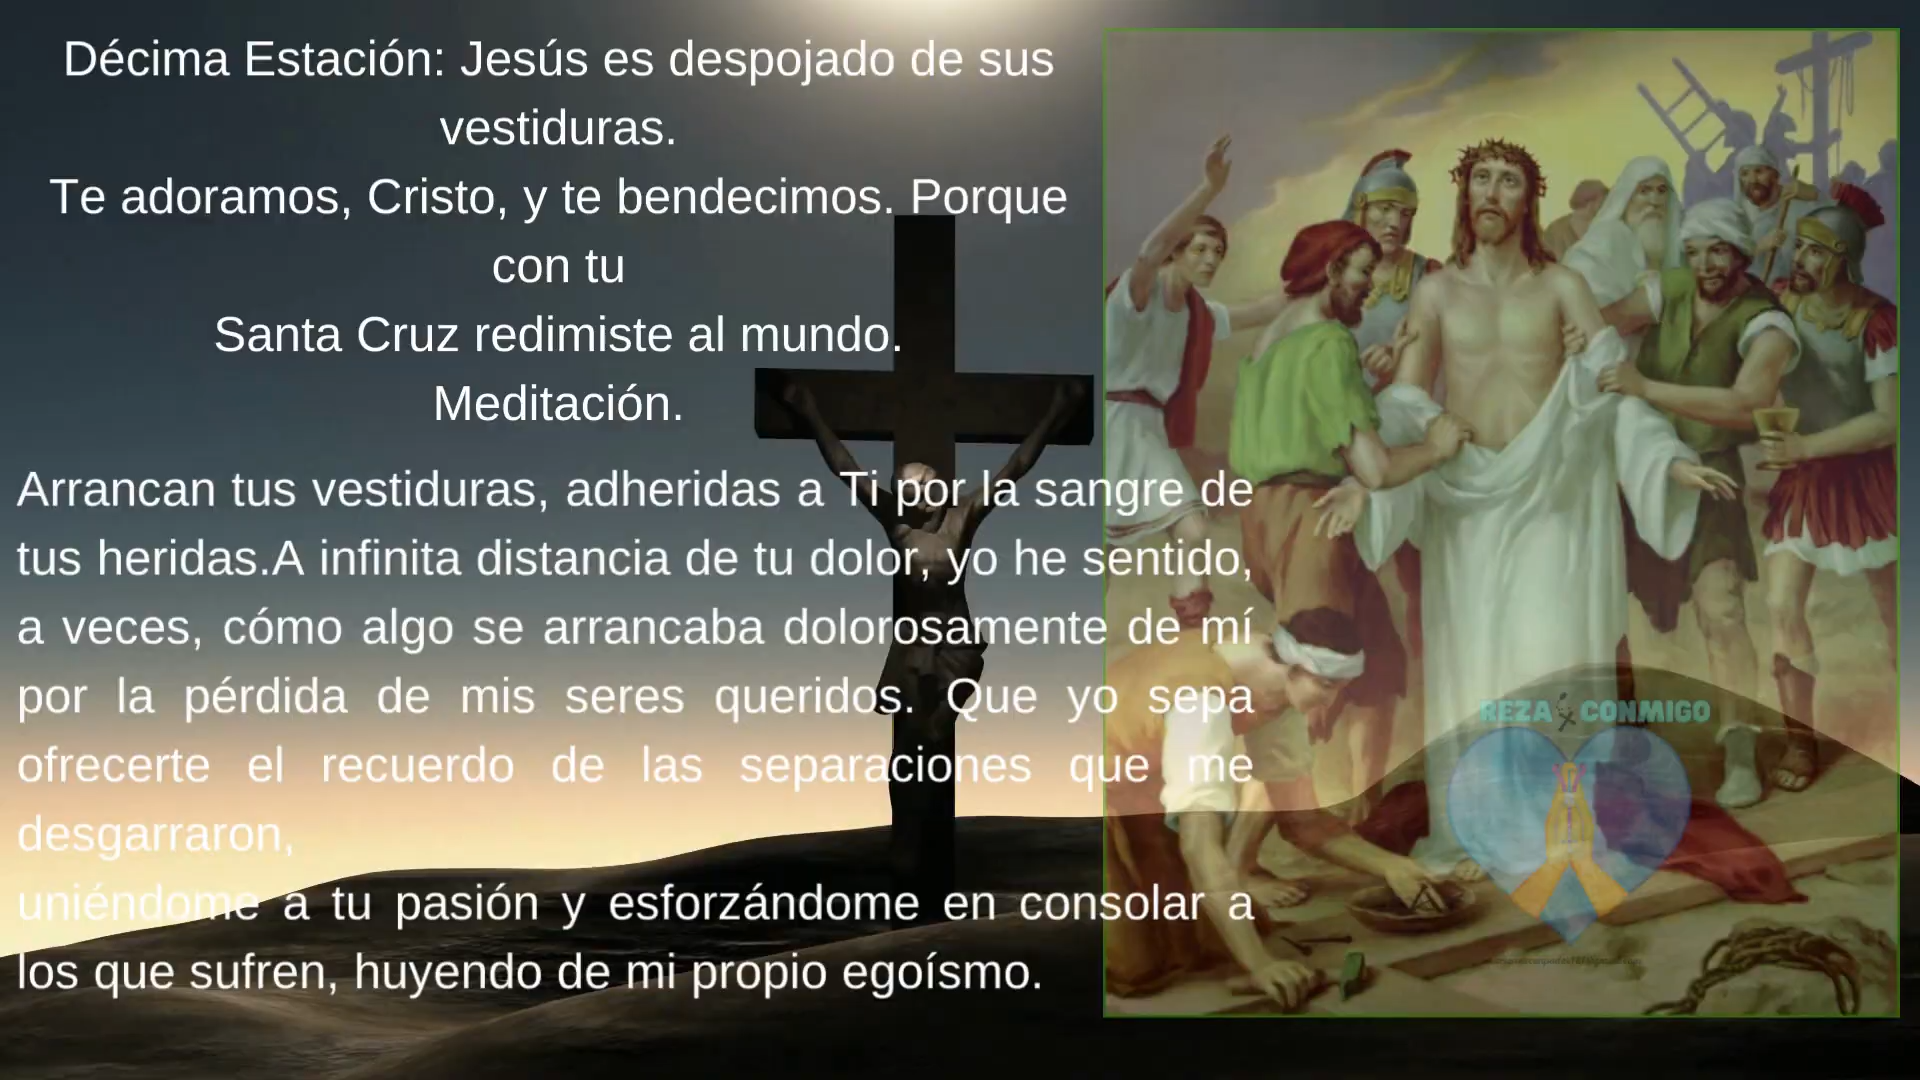 Décima Estación: Jesús es despojado de sus
vestiduras.
Te adoramos, Cristo, y te bendecimos. Porque
con tu
Santa Cruz redimiste al mundo.
Meditación.
Arrancan tus vestiduras, adheridas a Ti por la sangre de
tus heridas.A infinita distancia de tu dolor, yo he sentido,
a veces, cómo algo se arrancaba dolorosamente de mí
por la pérdida de mis seres queridos. Que yo sepa
ofrecerte el recuerdo de las separaciones que me
desgarraron,
uniéndome a tu pasión y esforzándome en consolar a
los que sufren, huyendo de mi propio egoísmo.
REZA CONMIGO